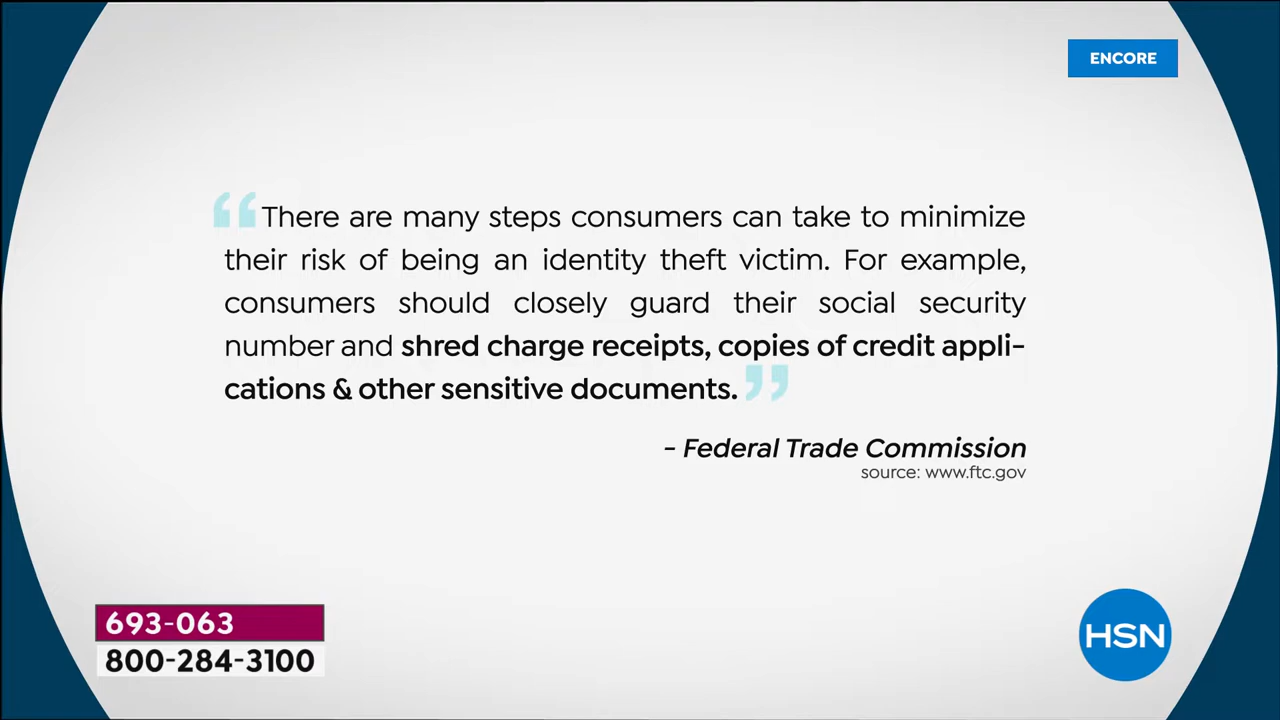 ENCORE
“There are many steps consumers can take to minimize
their risk of being an identity theft victim. For example,
consumers should closely guard their social security
number and shred charge receipts, copies of credit appli-
cations & other sensitive documents.”
- Federal Trade Commission
source: www.ftc.gov
693-063
800-284-3100
HSN